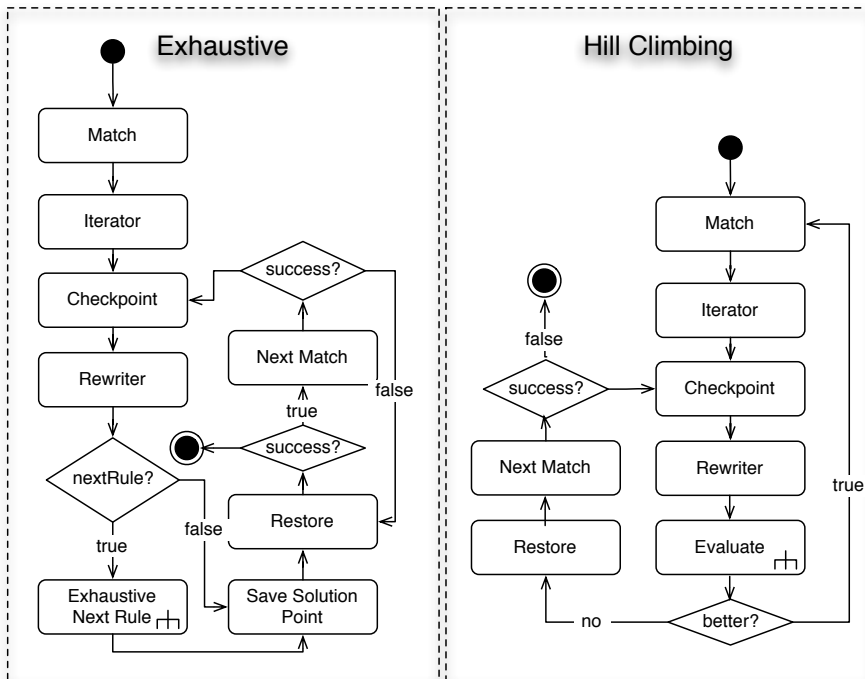 Exhaustive
Match
Iterator
Checkpoint
Rewriter
nextRule?
true
false
Exhaustive
Next Rule
Save Solution
Point
Restore
success?
true
Next Match
success?
false
Hill Climbing
Match
Iterator
Checkpoint
Rewriter
Evaluate
better?
true
no
Restore
Next Match
success?
false